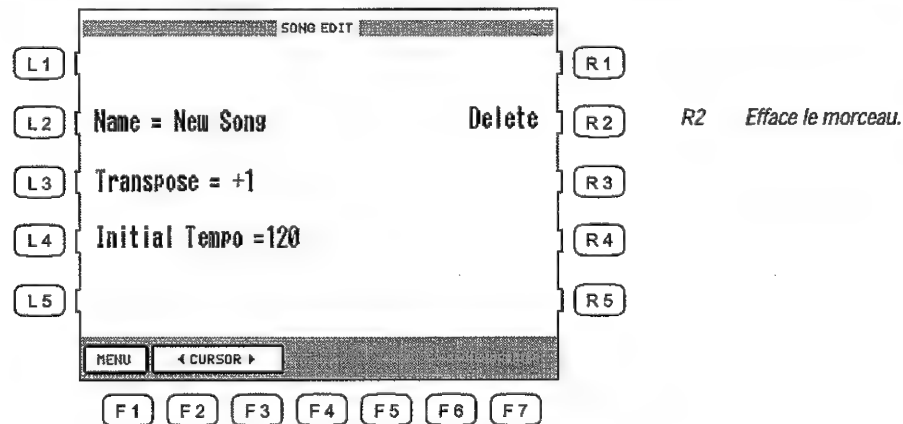 SONG EDIT
L1 R1
L2 Name = New Song Delete R2 R2 Efface le morceau.
L3 Transpose = +1 R3
L4 Initial Tempo =120 R4
L5 R5
MENU ◄ CURSOR ►
F1 F2 F3 F4 F5 F6 F7